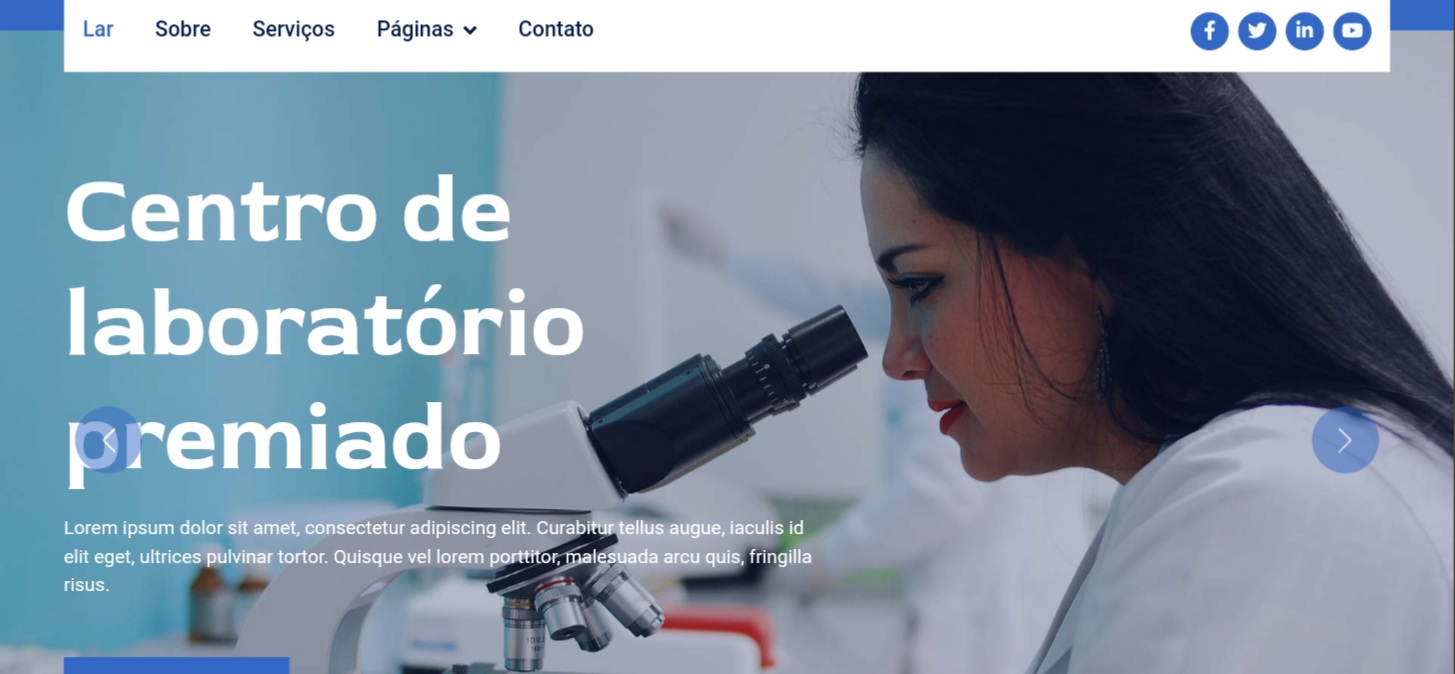 Lar Sobre Serviços Páginas Contato
Centro de
laboratório
premiado
Lorem ipsum dolor sit amet, consectetur adipiscing elit. Curabitur tellus augue, iaculis id
elit eget, ultrices pulvinar tortor. Quisque vel lorem porttitor, malesuada arcu quis, fringilla
risus.